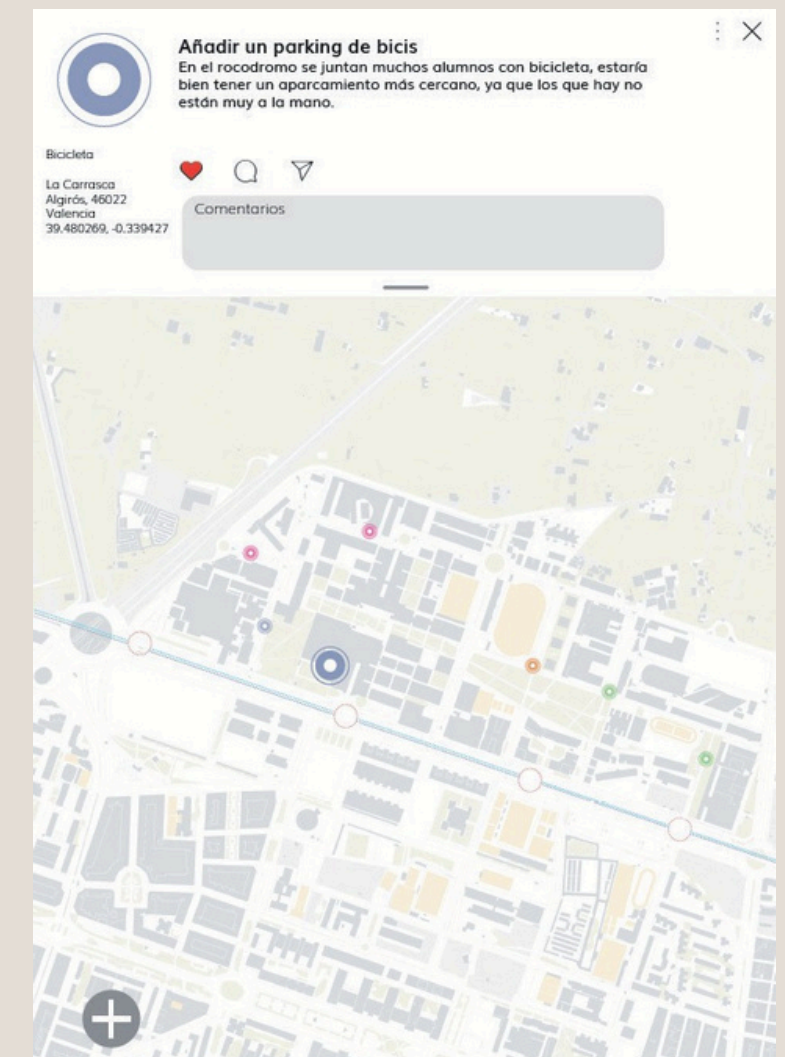 Añadir un parking de bicis
En el rocodromo se juntan muchos alumnos con bicicleta, estaría
bien tener un aparcamiento más cercano, ya que los que hay no
están muy a la mano.
Bicicleta
La Carrasca
Algirós, 46022
Valencia
39.480269, -0.339427
Comentarios